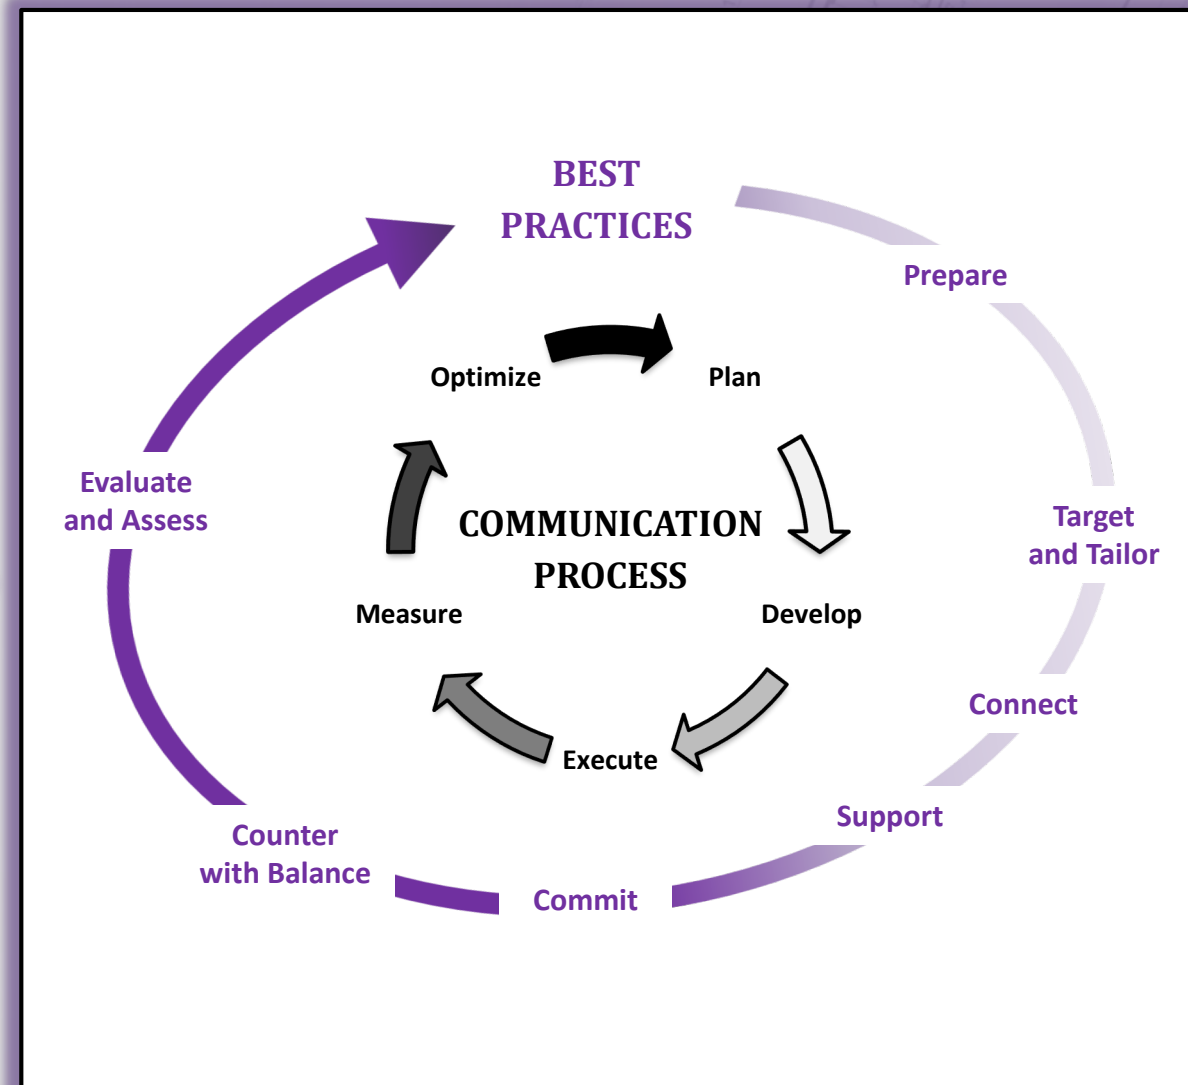 BEST
PRACTICES
Prepare
Target
and Tailor
Connect
Support
Commit
Counter
with Balance
Evaluate
and Assess
COMMUNICATION
PROCESS
Plan
Develop
Execute
Measure
Optimize